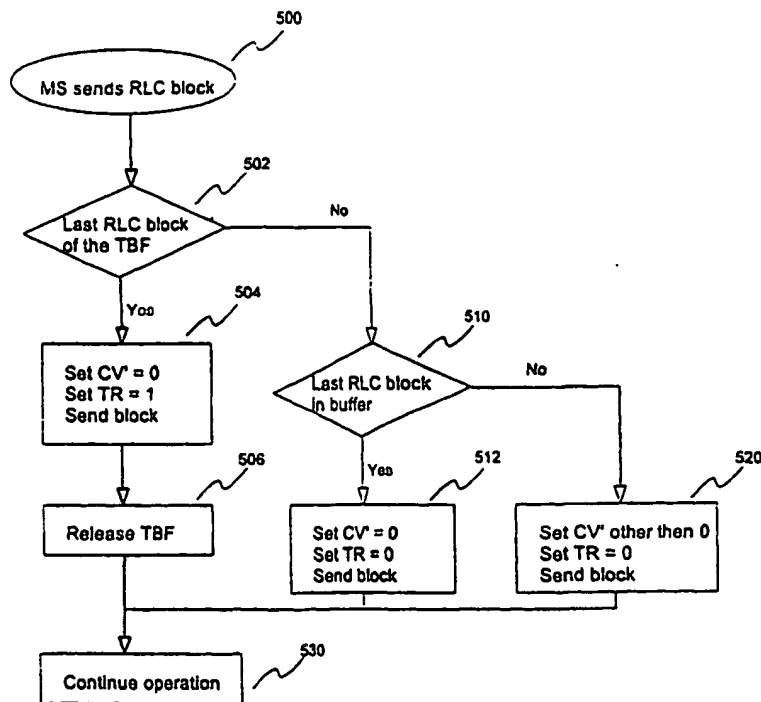 500
MS sends RLC block
502
Last RLC block
of the TBF
No
Yes
504
Set CV' = 0
Set TR = 1
Send block
510
Last RLC block
in buffer
No
Yes
506
Release TBF
512
Set CV' = 0
Set TR = 0
Send block
520
Set CV' other then 0
Set TR = 0
Send block
530
Continue operation